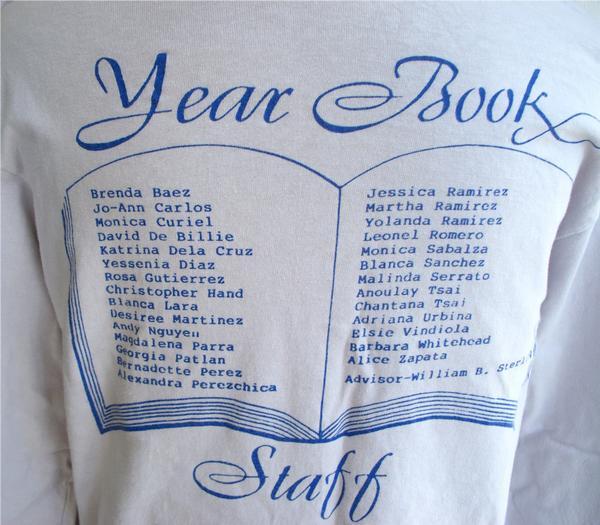 Year Book
Brenda Baez
Jo-Ann Carlos
Monica Curiel
David De Billie
Katrina Dela Cruz
Yessenia Diaz
Rosa Gutierrez
Christopher Hand
Blanca Lara
Desiree Martinez
Andy Nguyen
Magdalena Parra
Georgia Patlan
Bernadette Perez
Alexandra Perezchica
Jessica Ramirez
Martha Ramirez
Yolanda Ramirez
Leonel Romero
Monica Sabalza
Blanca Sanchez
Malinda Serrato
Anoulay Tsai
Chantana Tsai
Adriana Urbina
Elsie Vindiola
Barbara Whitehead
Alice Zapata
Advisor-William B.
Staff